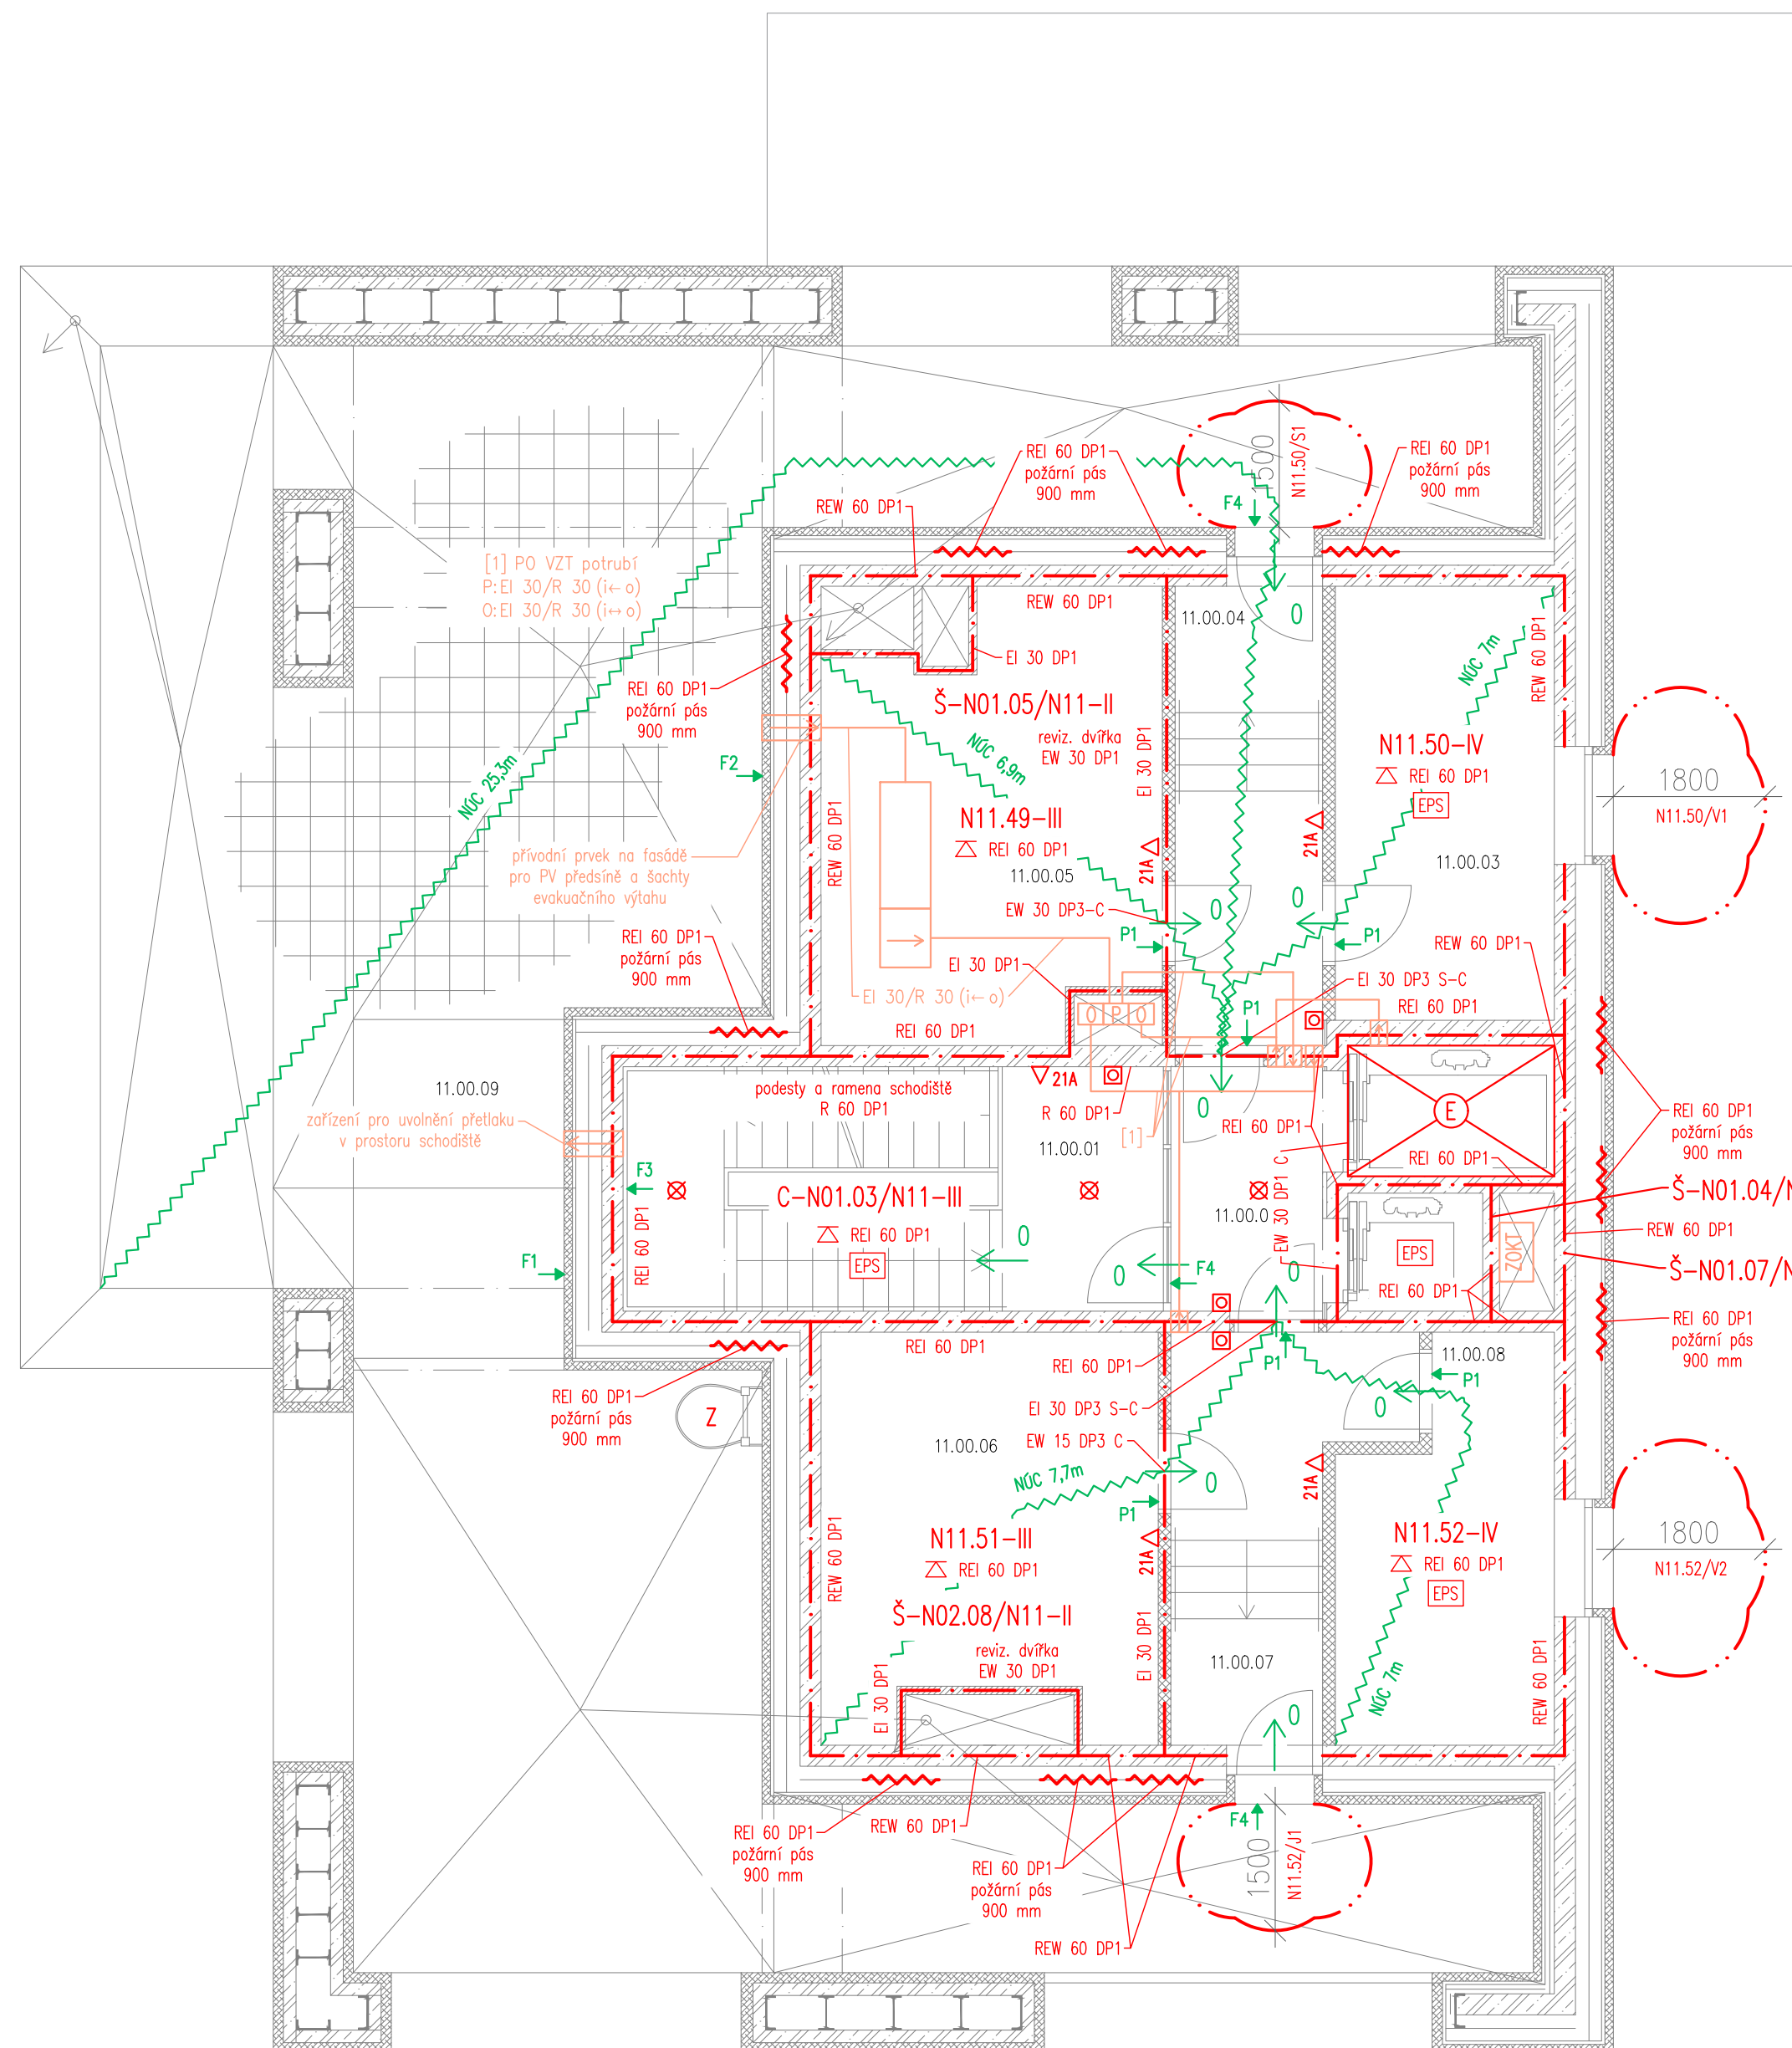 1500
N11.50/S1
F4
REI 60 DP1
požární pás
900 mm
REI 60 DP1
požární pás
900 mm
REW 60 DP1
[1] PO VZT potrubí
P:EI 30/R 30 (i←o)
O:EI 30/R 30 (i↔o)
REW 60 DP1
11.00.04
0
EI 30 DP1
REI 60 DP1
požární pás
900 mm
Š-N01.05/N11-II
reviz. dvířka
EW 30 DP1
NÚC 6,9m
NÚC 7m
REW 60 DP1
EI 30 DP1
NÚC 25,3m
F2
N11.50-IV
REI 60 DP1
EPS
1800
N11.50/V1
N11.49-III
REI 60 DP1
11.00.05
21A
21A
11.00.03
REW 60 DP1
přívodní prvek na fasádě
pro PV předsíně a šachty
evakuačního výtahu
EW 30 DP3-C
0
0
P1
P1
REI 60 DP1
požární pás
900 mm
REW 60 DP1
EI 30 DP1
EI 30 DP3 S-C
EI 30/R 30 (i←o)
O P O
P1
REI 60 DP1
REI 60 DP1
11.00.09
podesty a ramena schodiště
R 60 DP1
21A
R 60 DP1
0
E
REI 60 DP1
REI 60 DP1
požární pás
900 mm
zařízení pro uvolnění přetlaku
v prostoru schodiště
[1]
11.00.01
REI 60 DP1
F3
C-N01.03/N11-III
REI 60 DP1
EPS
REI 60 DP1
11.00.0
EW 30 DP1 C
Š-N01.04/N
REW 60 DP1
Š-N01.07/N
F1
0
0
F4
0
EPS
ZOKT
REI 60 DP1
REI 60 DP1
požární pás
900 mm
REI 60 DP1
REI 60 DP1
P1
11.00.08
P1
REI 60 DP1
požární pás
900 mm
Z
EI 30 DP3 S-C
0
11.00.06
EW 15 DP3 C
NÚC 7,7m
0
P1
21A
N11.51-III
REI 60 DP1
21A
N11.52-IV
REI 60 DP1
EPS
1800
N11.52/V2
REW 60 DP1
Š-N02.08/N11-II
reviz. dvířka
EW 30 DP1
EI 30 DP1
EI 30 DP1
11.00.07
NÚC 7m
REW 60 DP1
0
REI 60 DP1
požární pás
900 mm
REW 60 DP1
F4
1500
N11.52/J1
REI 60 DP1
požární pás
900 mm
REW 60 DP1